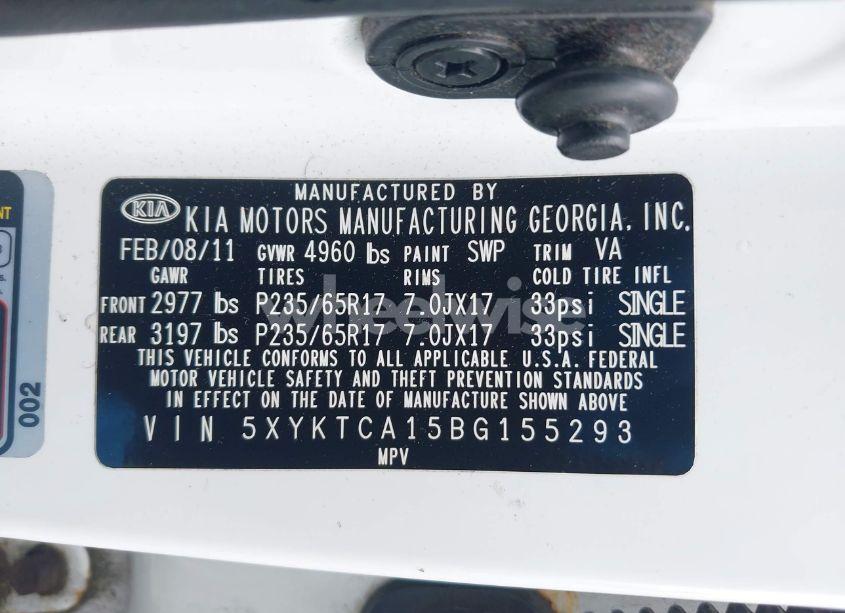 MANUFACTURED BY
KIA KIA MOTORS MANUFACTURING GEORGIA, INC.
FEB/08/11 GVWR 4960 lbs PAINT SWP TRIM VA
GAWR TIRES RIMS COLD TIRE INFL
FRONT 2977 lbs P235/65R17 7.0JX17 33psi SINGLE
REAR 3197 lbs P235/65R17 7.0JX17 33psi SINGLE
THIS VEHICLE CONFORMS TO ALL APPLICABLE U.S.A. FEDERAL
MOTOR VEHICLE SAFETY AND THEFT PREVENTION STANDARDS
IN EFFECT ON THE DATE OF MANUFACTURE SHOWN ABOVE
VIN 5XYKTCA15BG155293
MPV
002
wheelwise